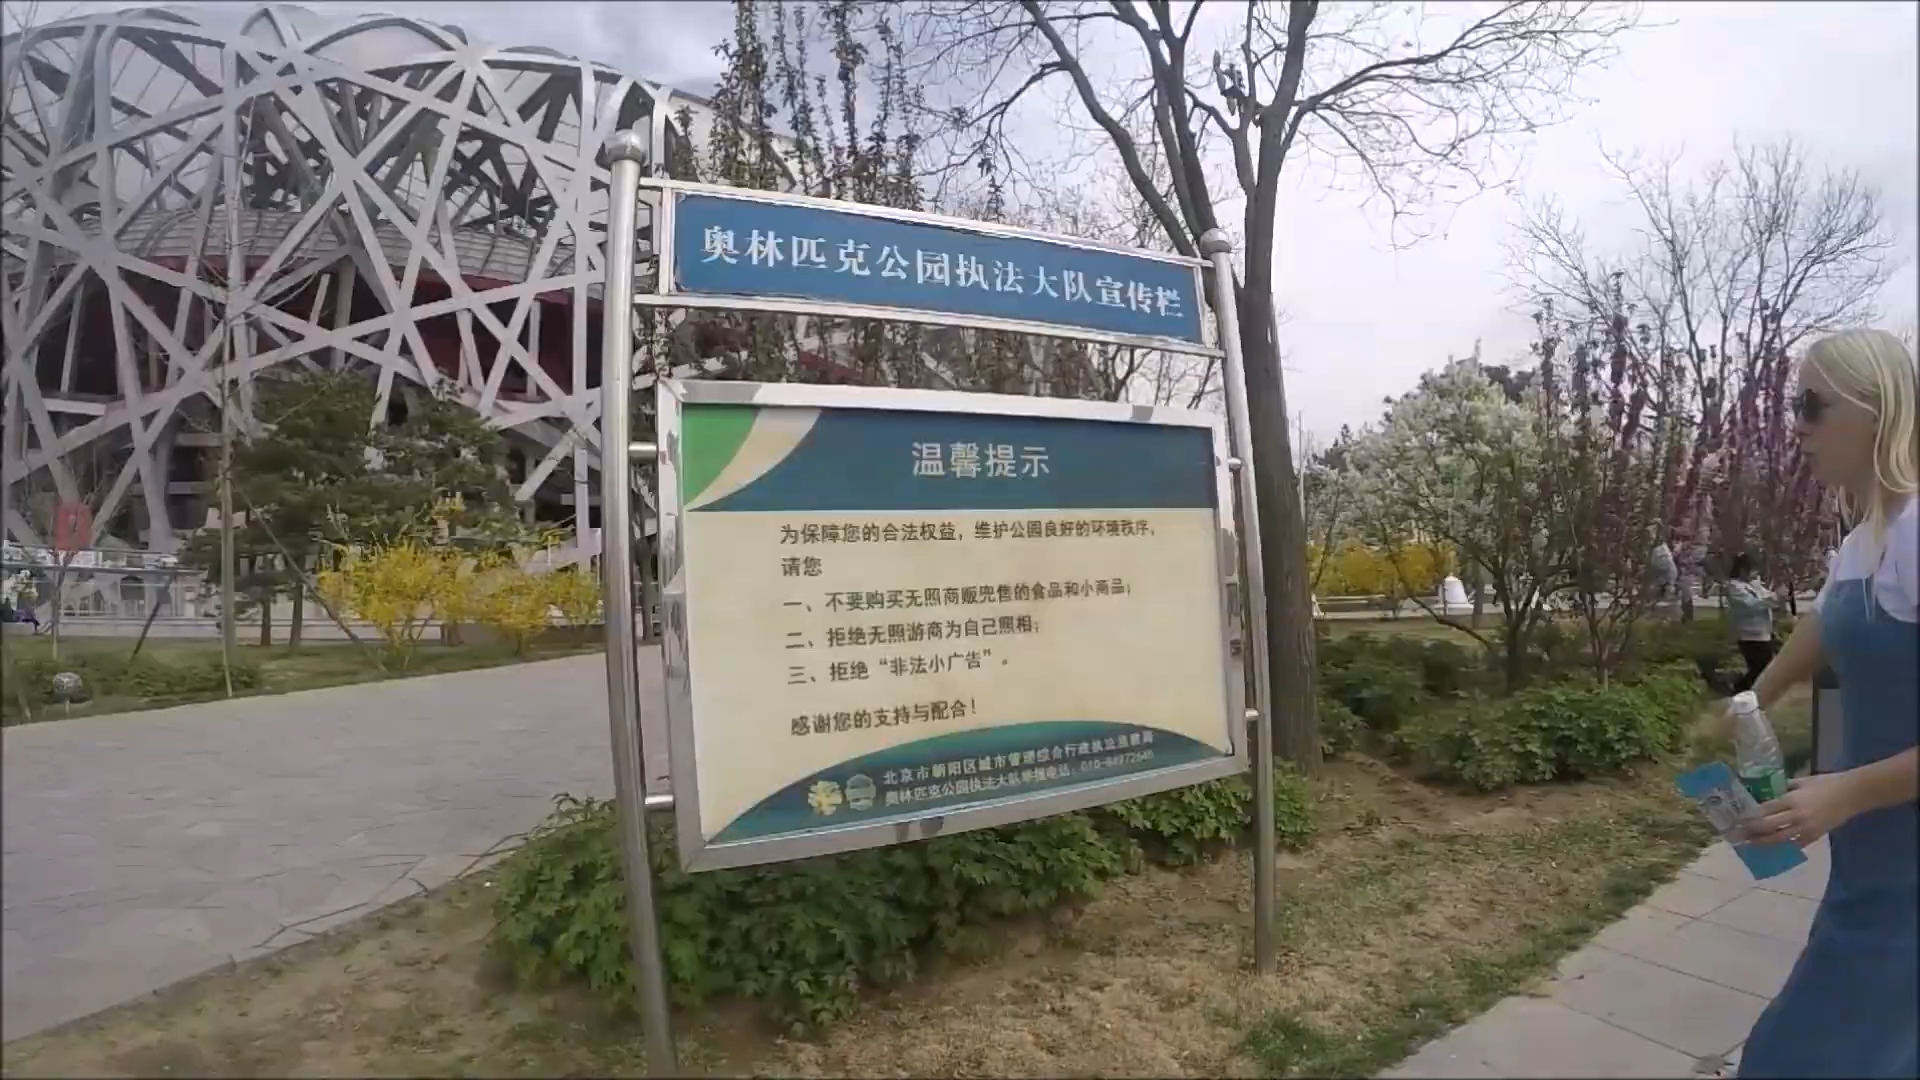 奥林匹克公园执法大队宣传栏
温馨提示
为保障您的合法权益，维护公园良好的环境秩序，
请您
一、不要购买无照商贩兜售的食品和小商品；
二、拒绝无照游商为自己照相；
三、拒绝“非法小广告”。
感谢您的支持与配合！
北京市朝阳区城市管理综合行政执法监察局
奥林匹克公园执法大队举报电话：010-84972645